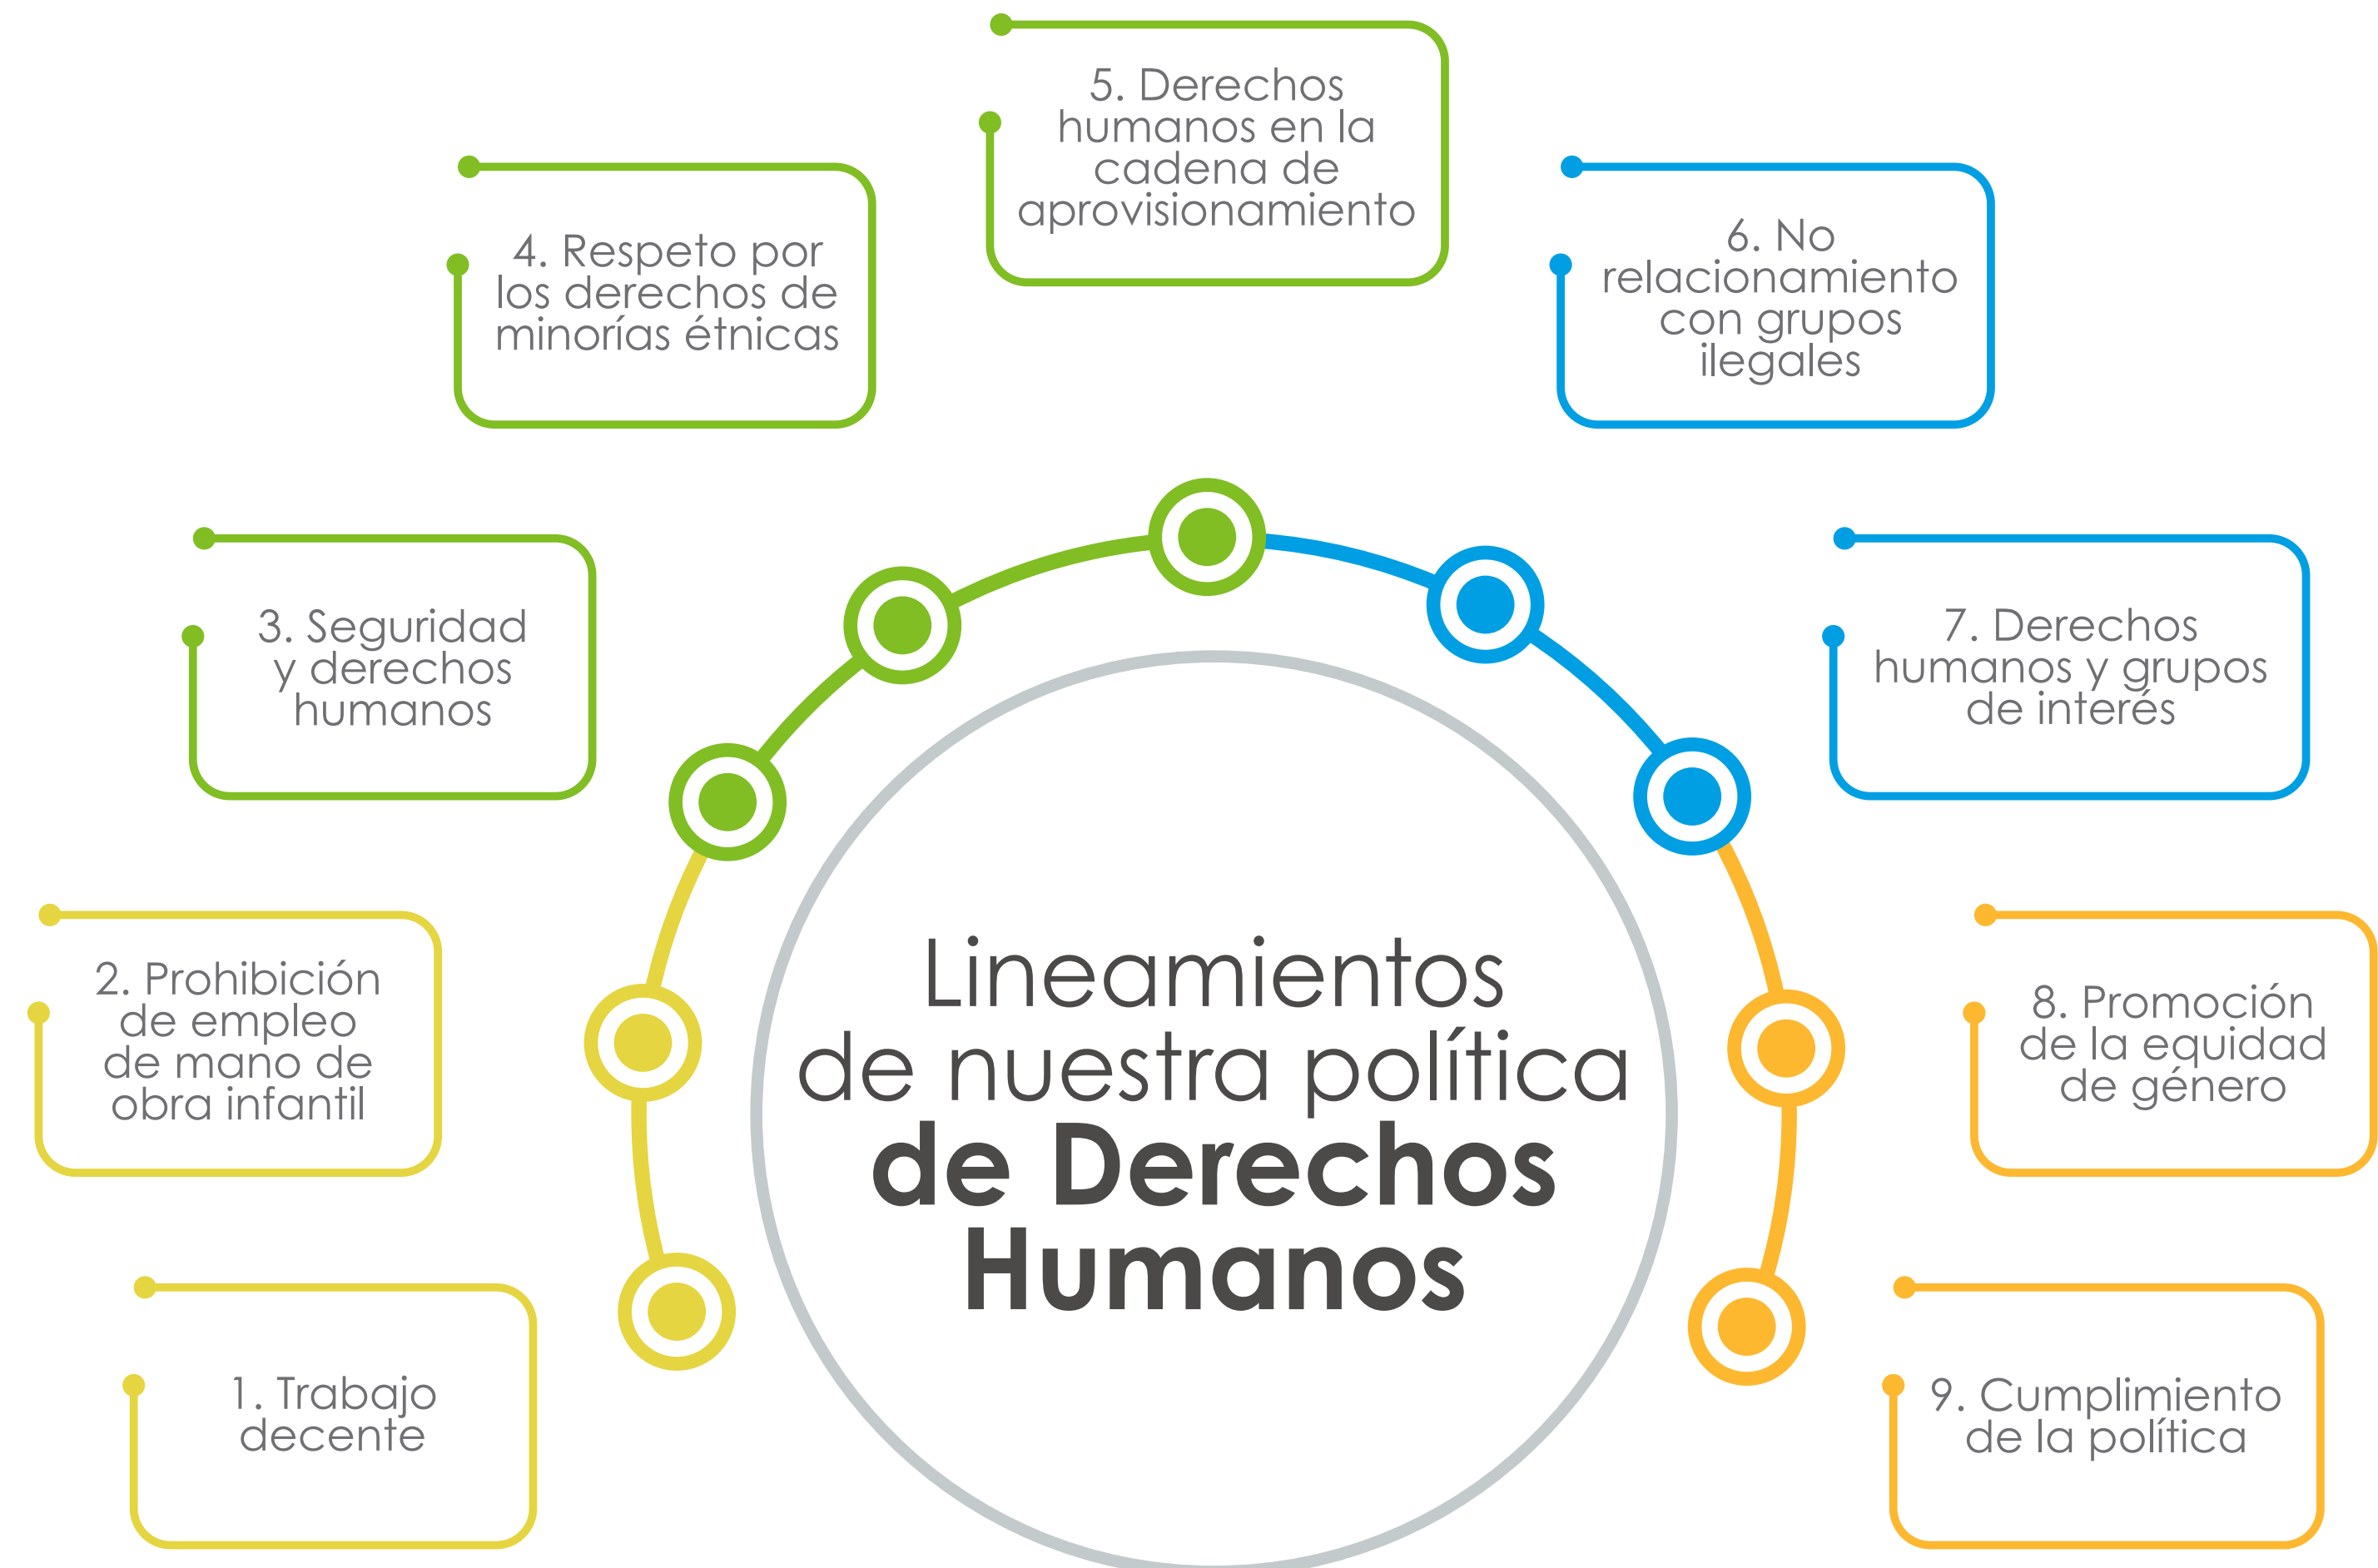 5. Derechos
humanos en la
cadena de
aprovisionamiento
4. Respeto por
los derechos de
minorías étnicas
6. No
relacionamiento
con grupos
ilegales
3. Seguridad
y derechos
humanos
7. Derechos
humanos y grupos
de interés
2. Prohibición
de empleo
de mano de
obra infantil
8. Promoción
de la equidad
de género
Lineamientos
de nuestra política
de Derechos
Humanos
1. Trabajo
decente
9. Cumplimiento
de la política